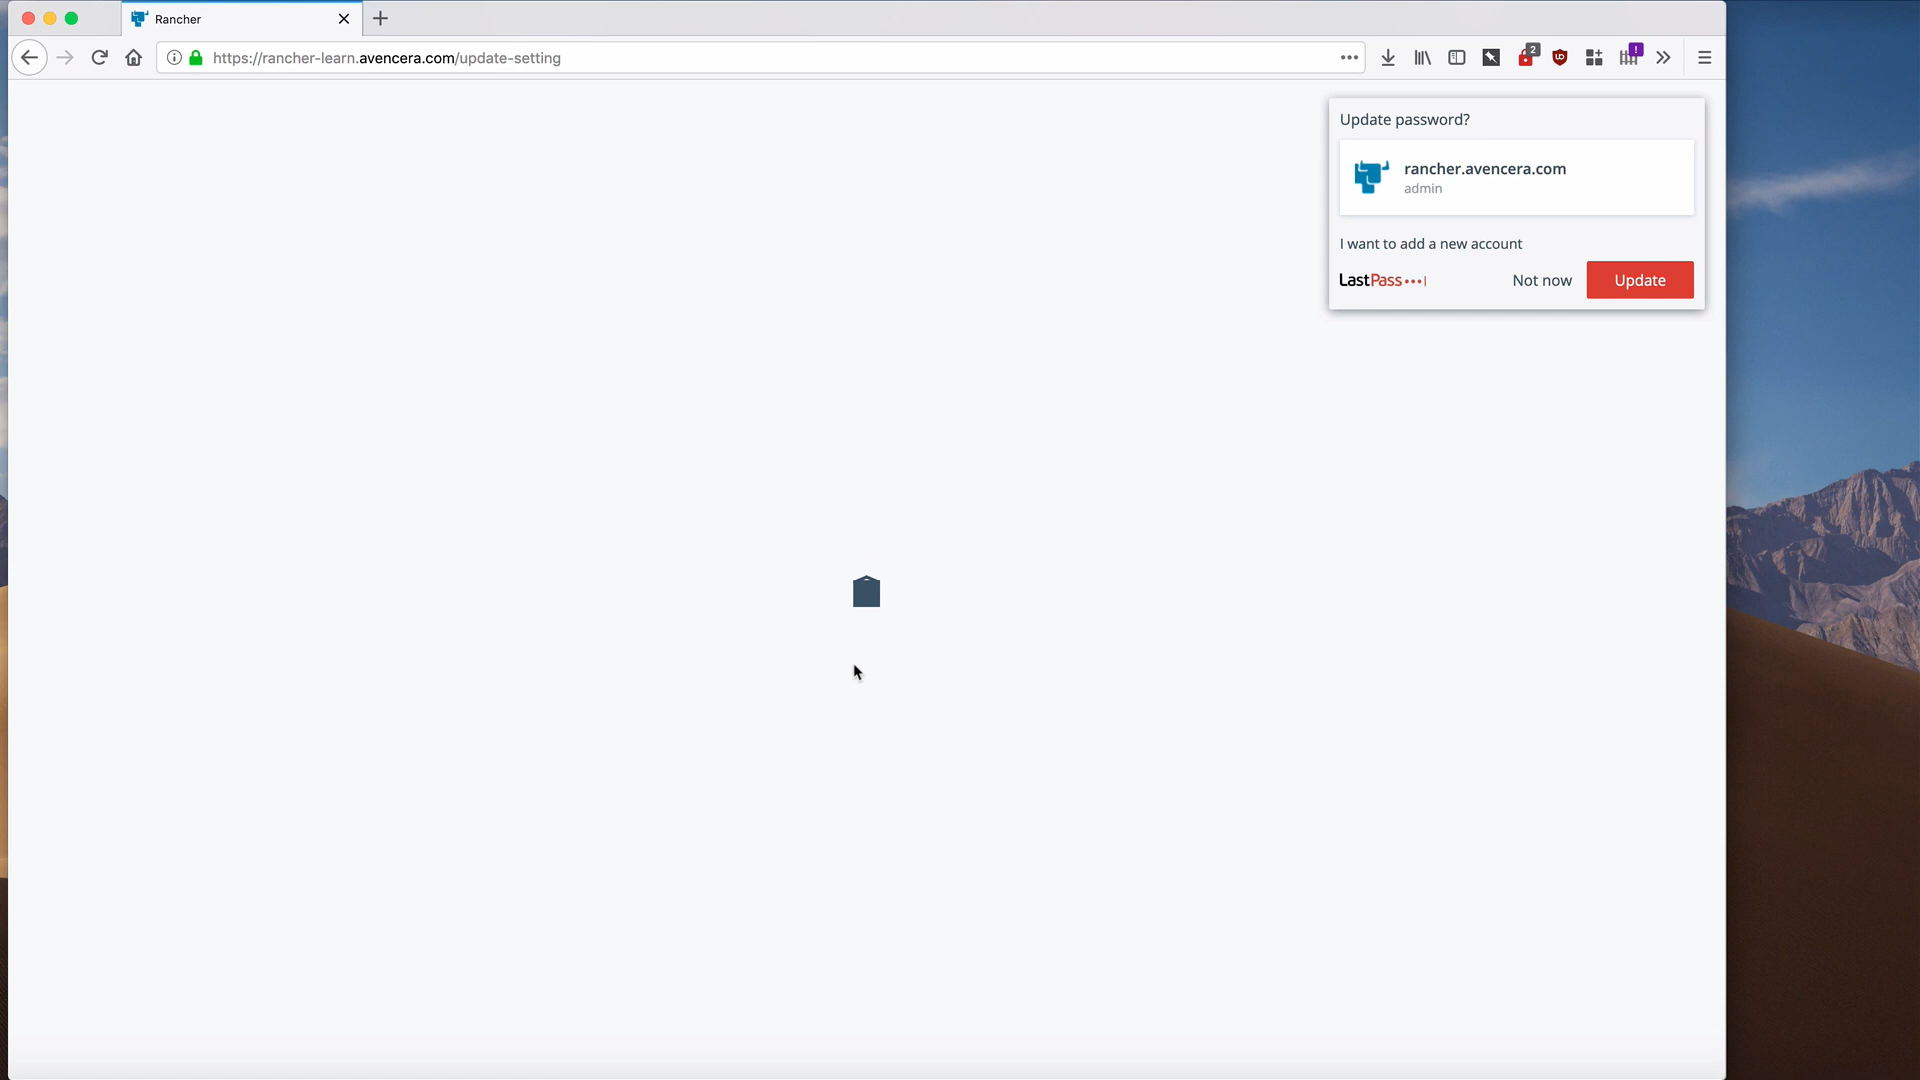 Rancher
https://rancher-learn.avencera.com/update-setting
2
!
Update password?
rancher.avencera.com
admin
I want to add a new account
LastPass •••|
Not now
Update